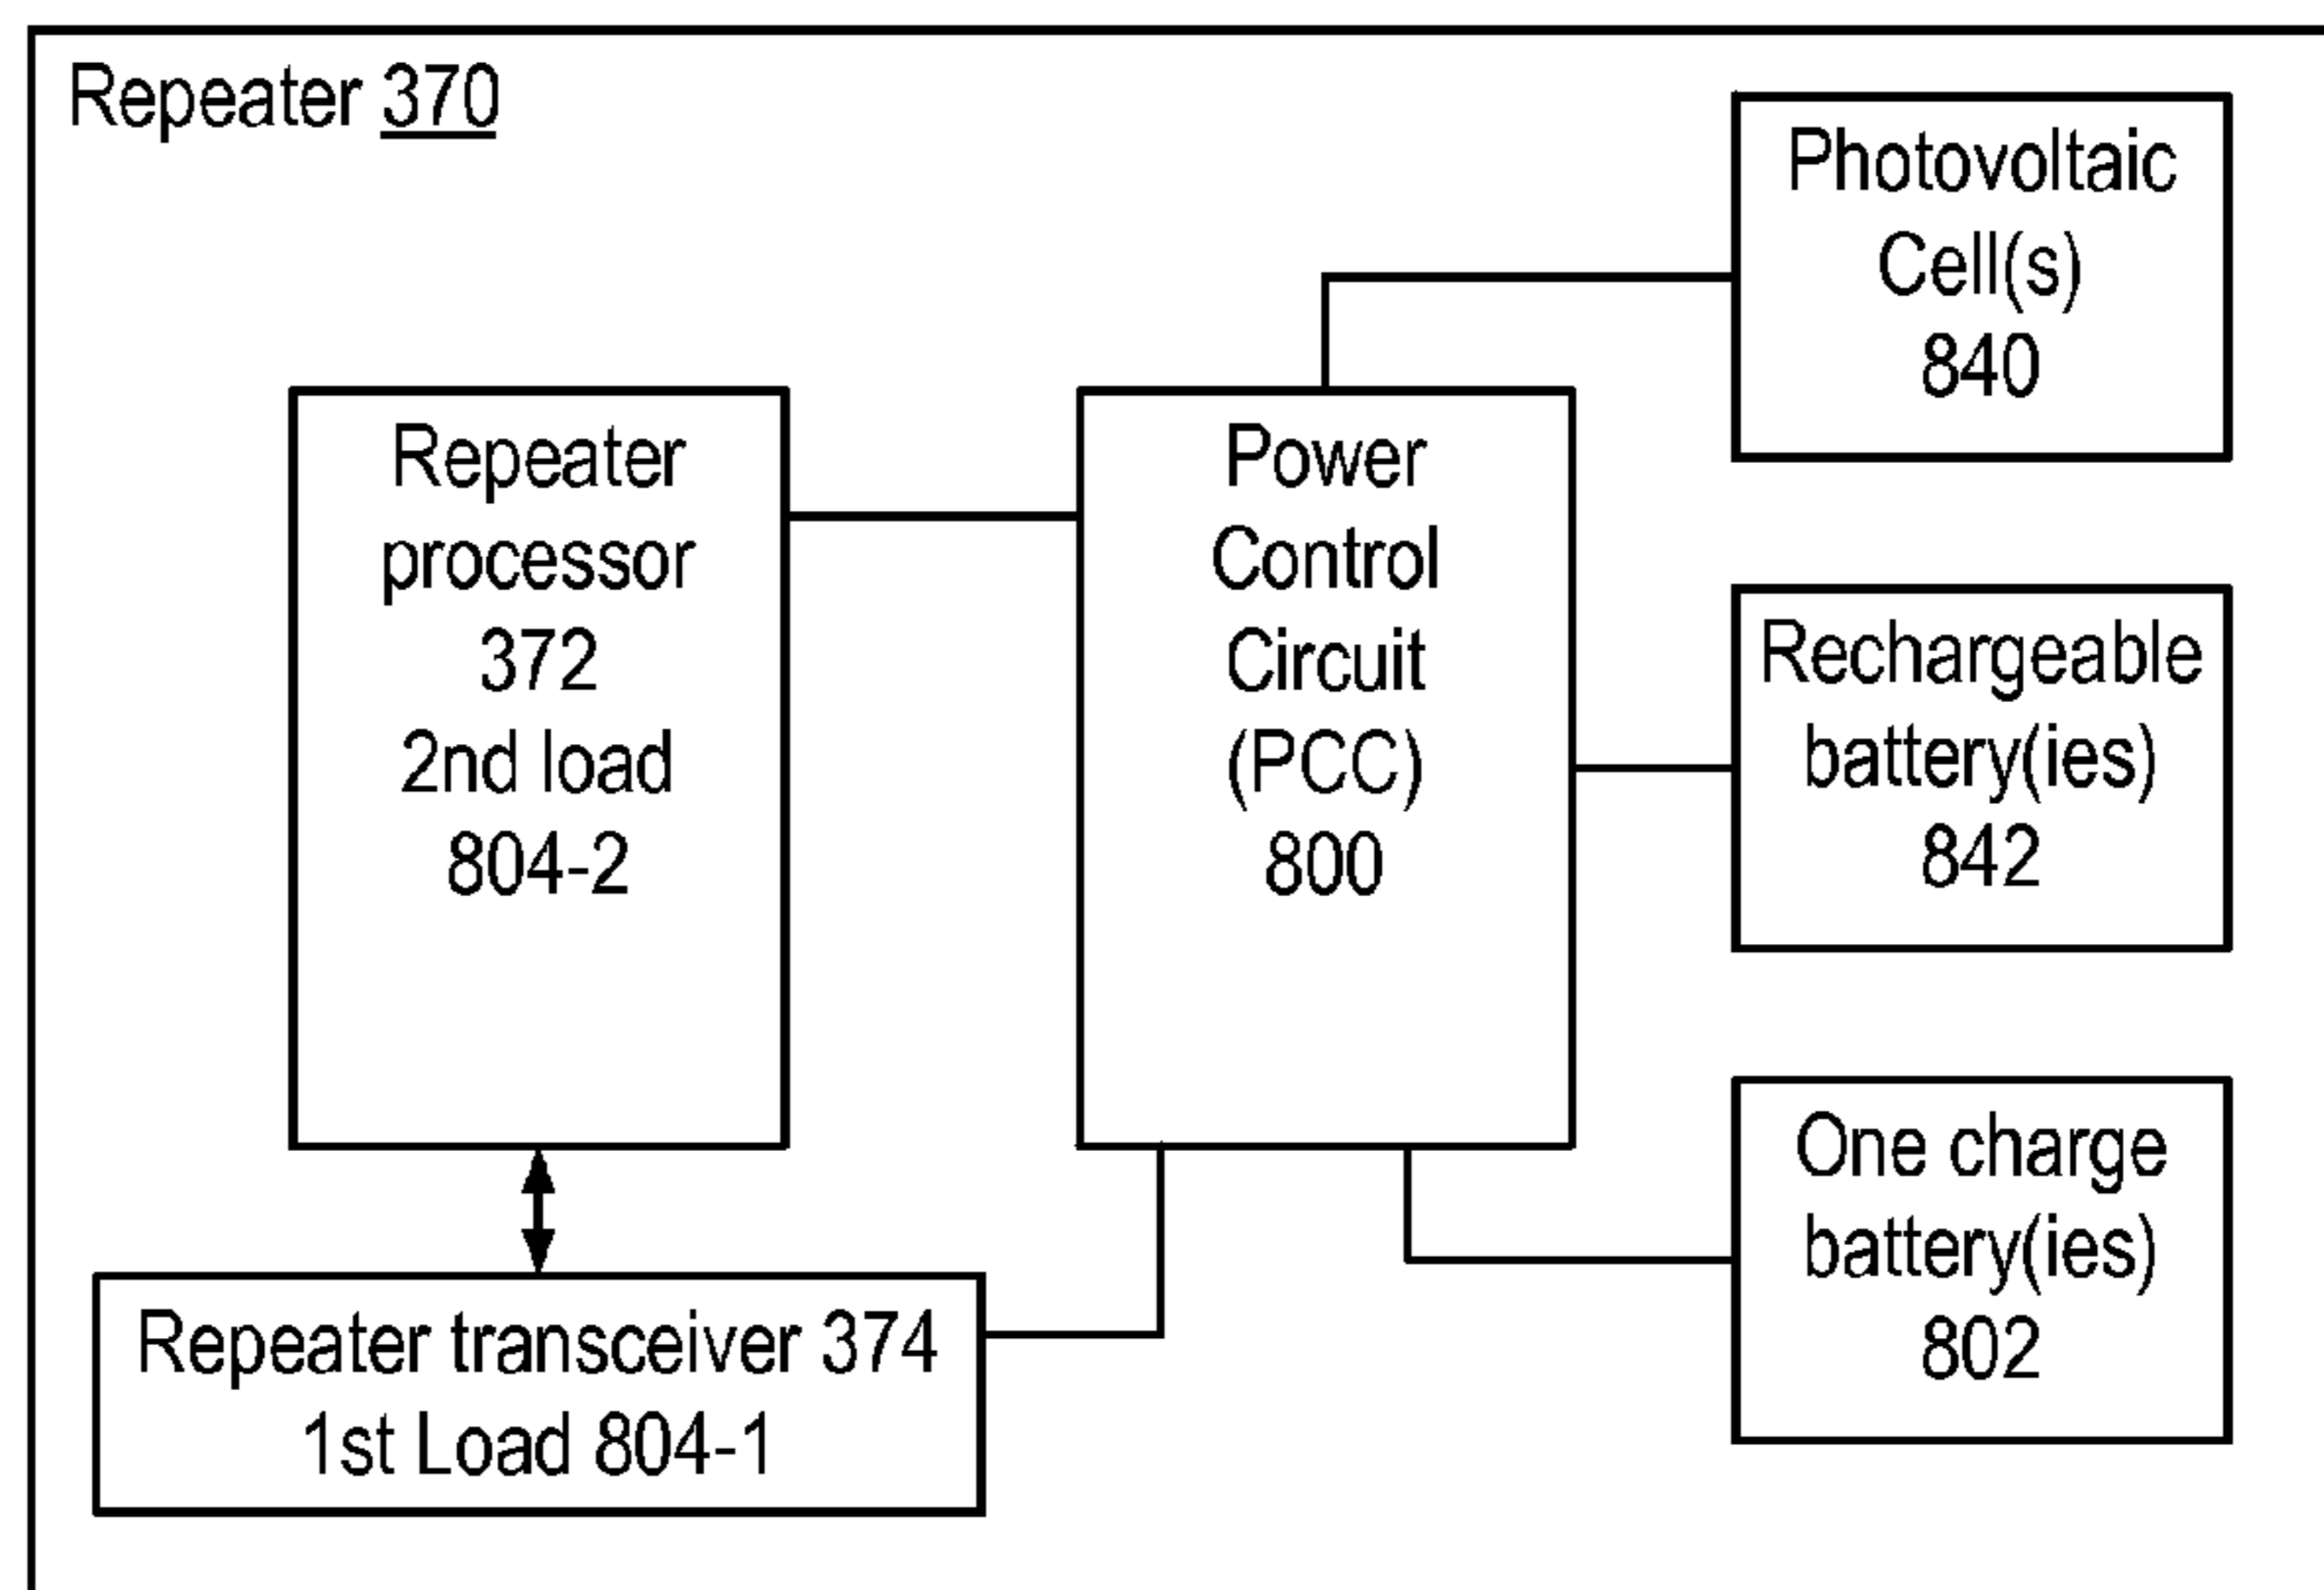 Repeater 370
Photovoltaic
Cell(s)
840
Repeater
processor
372
2nd load
804-2
Power
Control
Circuit
(PCC)
800
Rechargeable
battery(ies)
842
One charge
battery(ies)
802
Repeater transceiver 374
1st Load 804-1